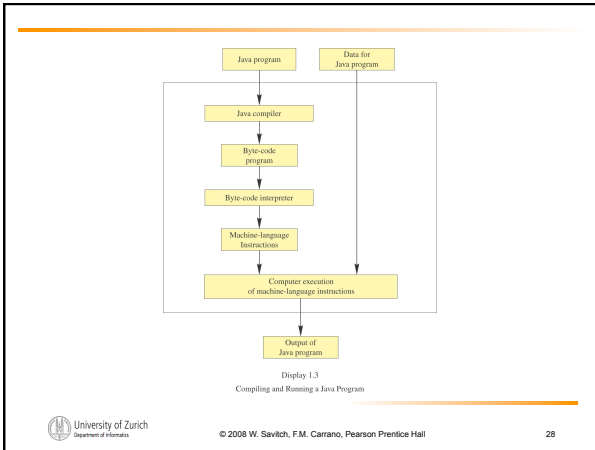 Java program
Data for
Java program
Java compiler
Byte-code
program
Byte-code interpreter
Machine-language
Instructions
Computer execution
of machine-language instructions
Output of
Java program
Display 1.3
Compiling and Running a Java Program
University of Zurich
Department of Informatics
© 2008 W. Savitch, F.M. Carrano, Pearson Prentice Hall
28